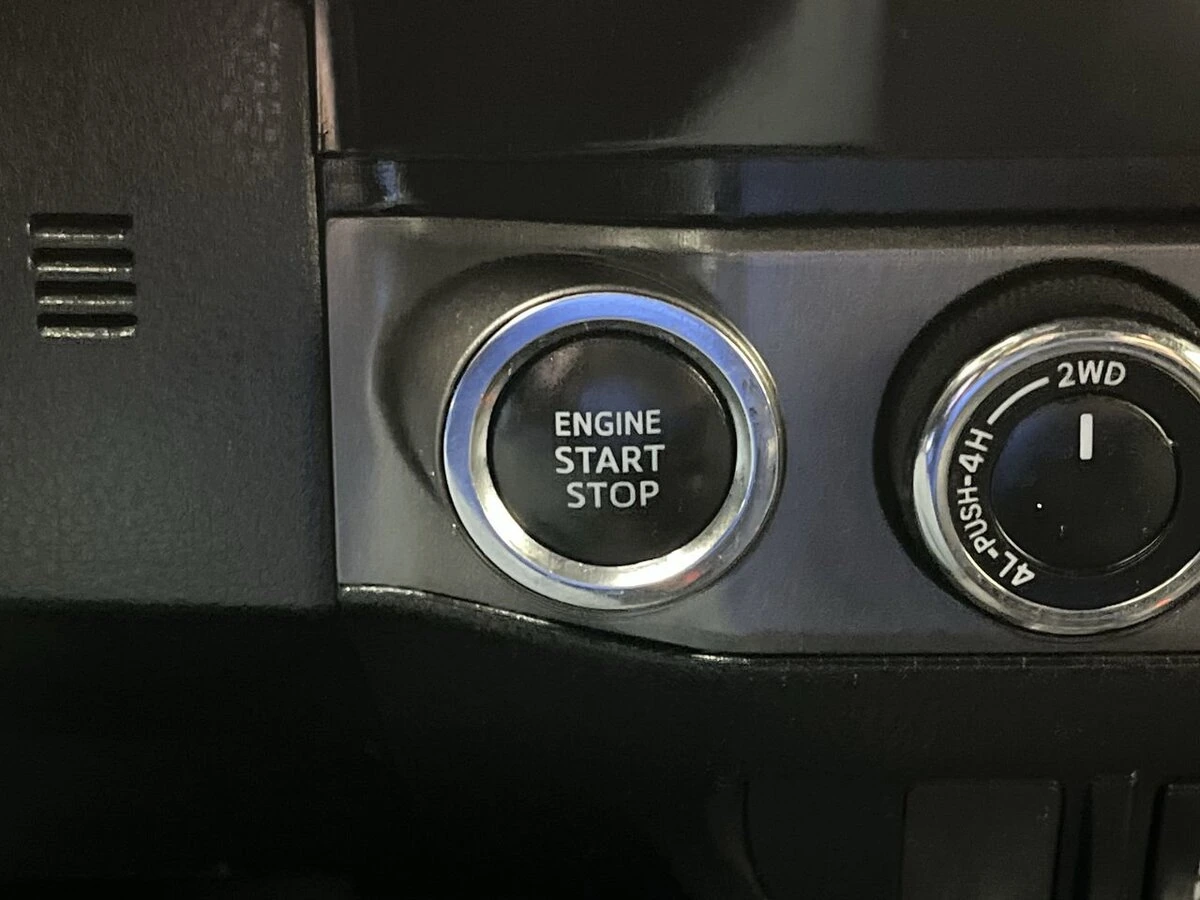 ENGINE
START
STOP
2WD
4L-PUSH-4H